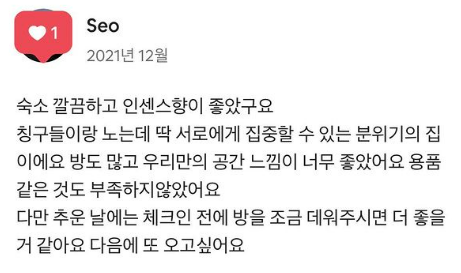 1
Seo
2021년 12월
숙소 깔끔하고 인센스향이 좋았구요
칭구들이랑 노는데 딱 서로에게 집중할 수 있는 분위기의 집
이에요 방도 많고 우리만의 공간 느낌이 너무 좋았어요 용품
같은 것도 부족하지않았어요
다만 추운 날에는 체크인 전에 방을 조금 데워주시면 더 좋을
거 같아요 다음에 또 오고싶어요